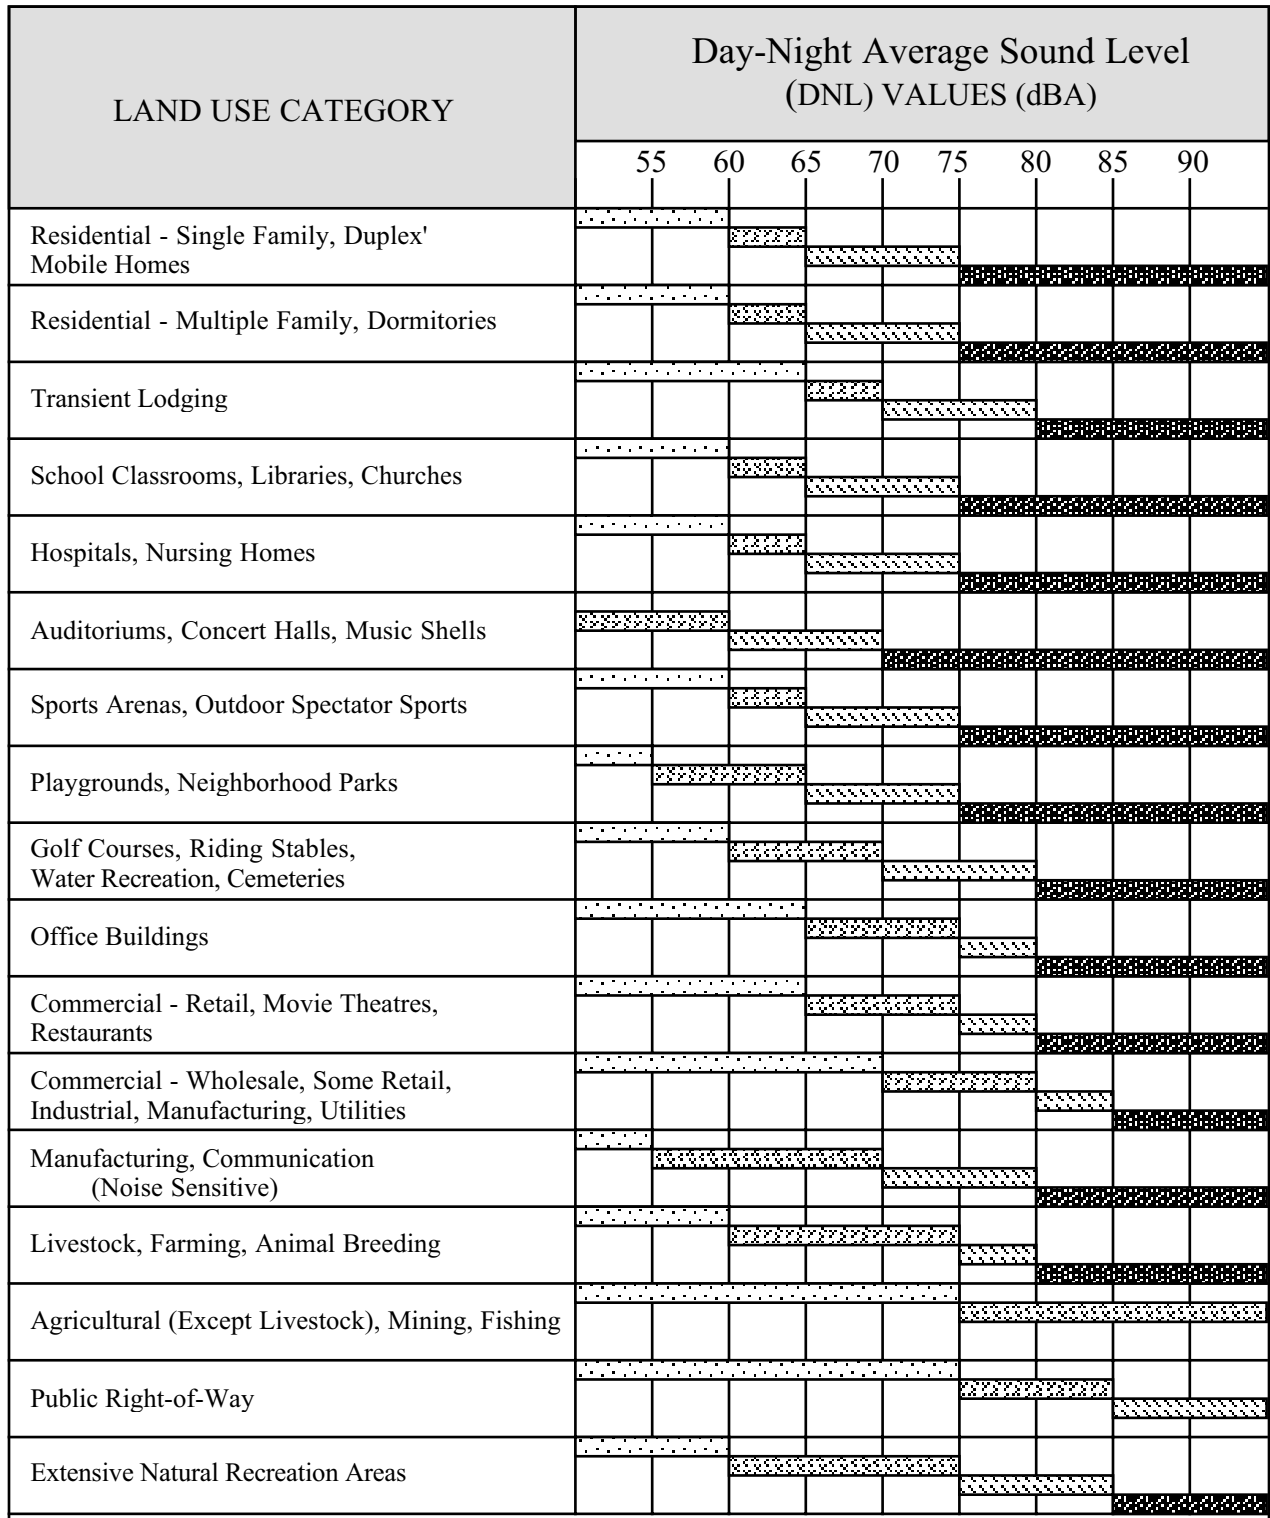 LAND USE CATEGORY
Day-Night Average Sound Level
(DNL) VALUES (dBA)
55 60 65 70 75 80 85 90
Residential - Single Family, Duplex'
Mobile Homes
Residential - Multiple Family, Dormitories
Transient Lodging
School Classrooms, Libraries, Churches
Hospitals, Nursing Homes
Auditoriums, Concert Halls, Music Shells
Sports Arenas, Outdoor Spectator Sports
Playgrounds, Neighborhood Parks
Golf Courses, Riding Stables,
Water Recreation, Cemeteries
Office Buildings
Commercial - Retail, Movie Theatres,
Restaurants
Commercial - Wholesale, Some Retail,
Industrial, Manufacturing, Utilities
Manufacturing, Communication
(Noise Sensitive)
Livestock, Farming, Animal Breeding
Agricultural (Except Livestock), Mining, Fishing
Public Right-of-Way
Extensive Natural Recreation Areas